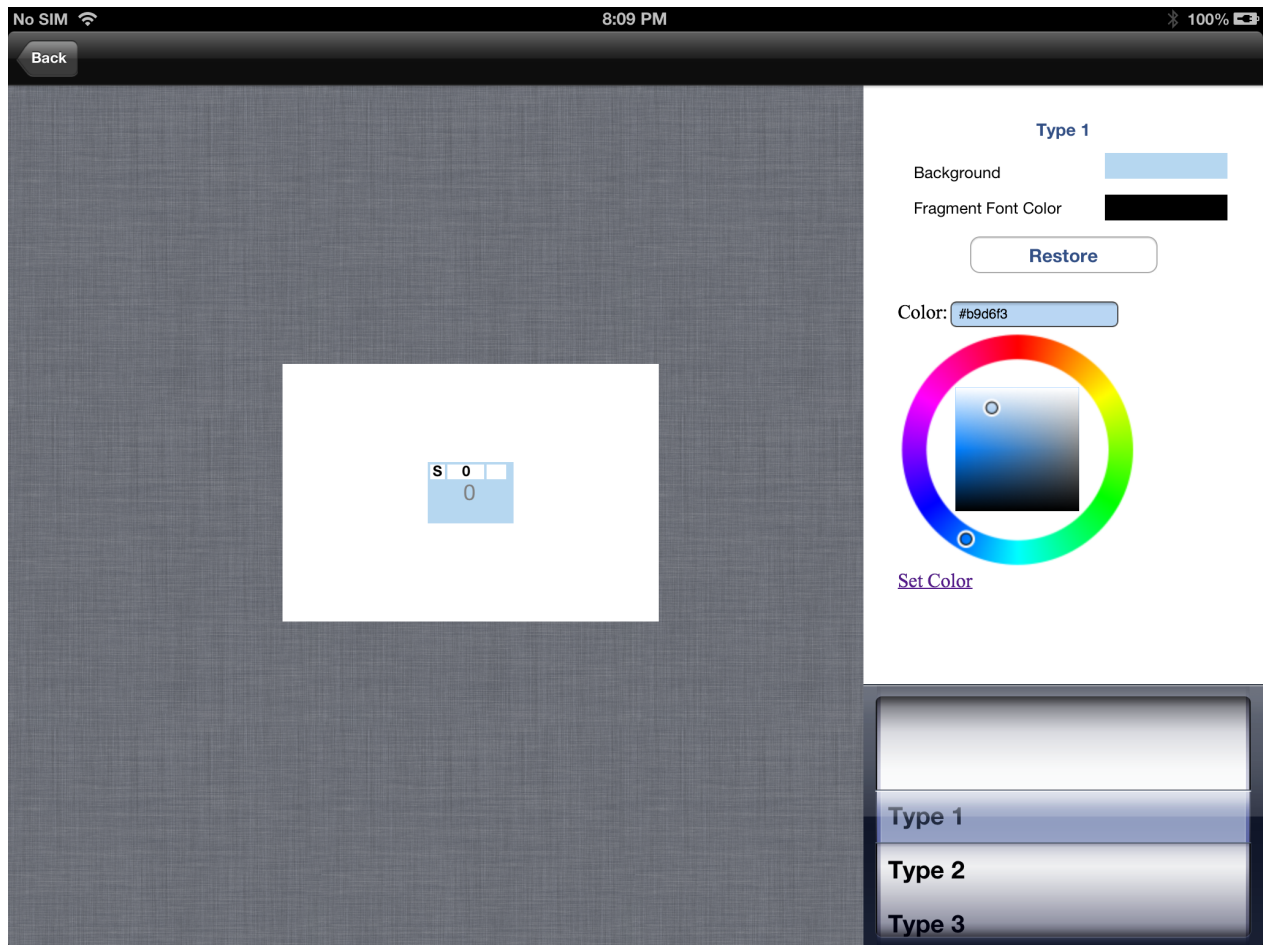 No SIM 8:09 PM 100%
Back
Type 1
Background
Fragment Font Color
Restore
Color: #b9d6f3
S 0
0
Set Color
Type 1
Type 2
Type 3